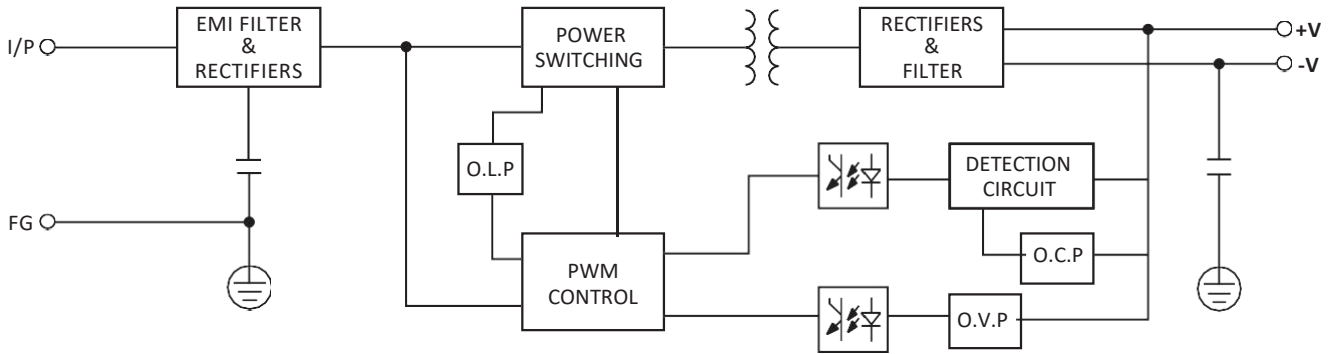 I/P
EMI FILTER
&
RECTIFIERS
POWER
SWITCHING
RECTIFIERS
&
FILTER
+V
-V
O.L.P
DETECTION
CIRCUIT
FG
PWM
CONTROL
O.C.P
O.V.P